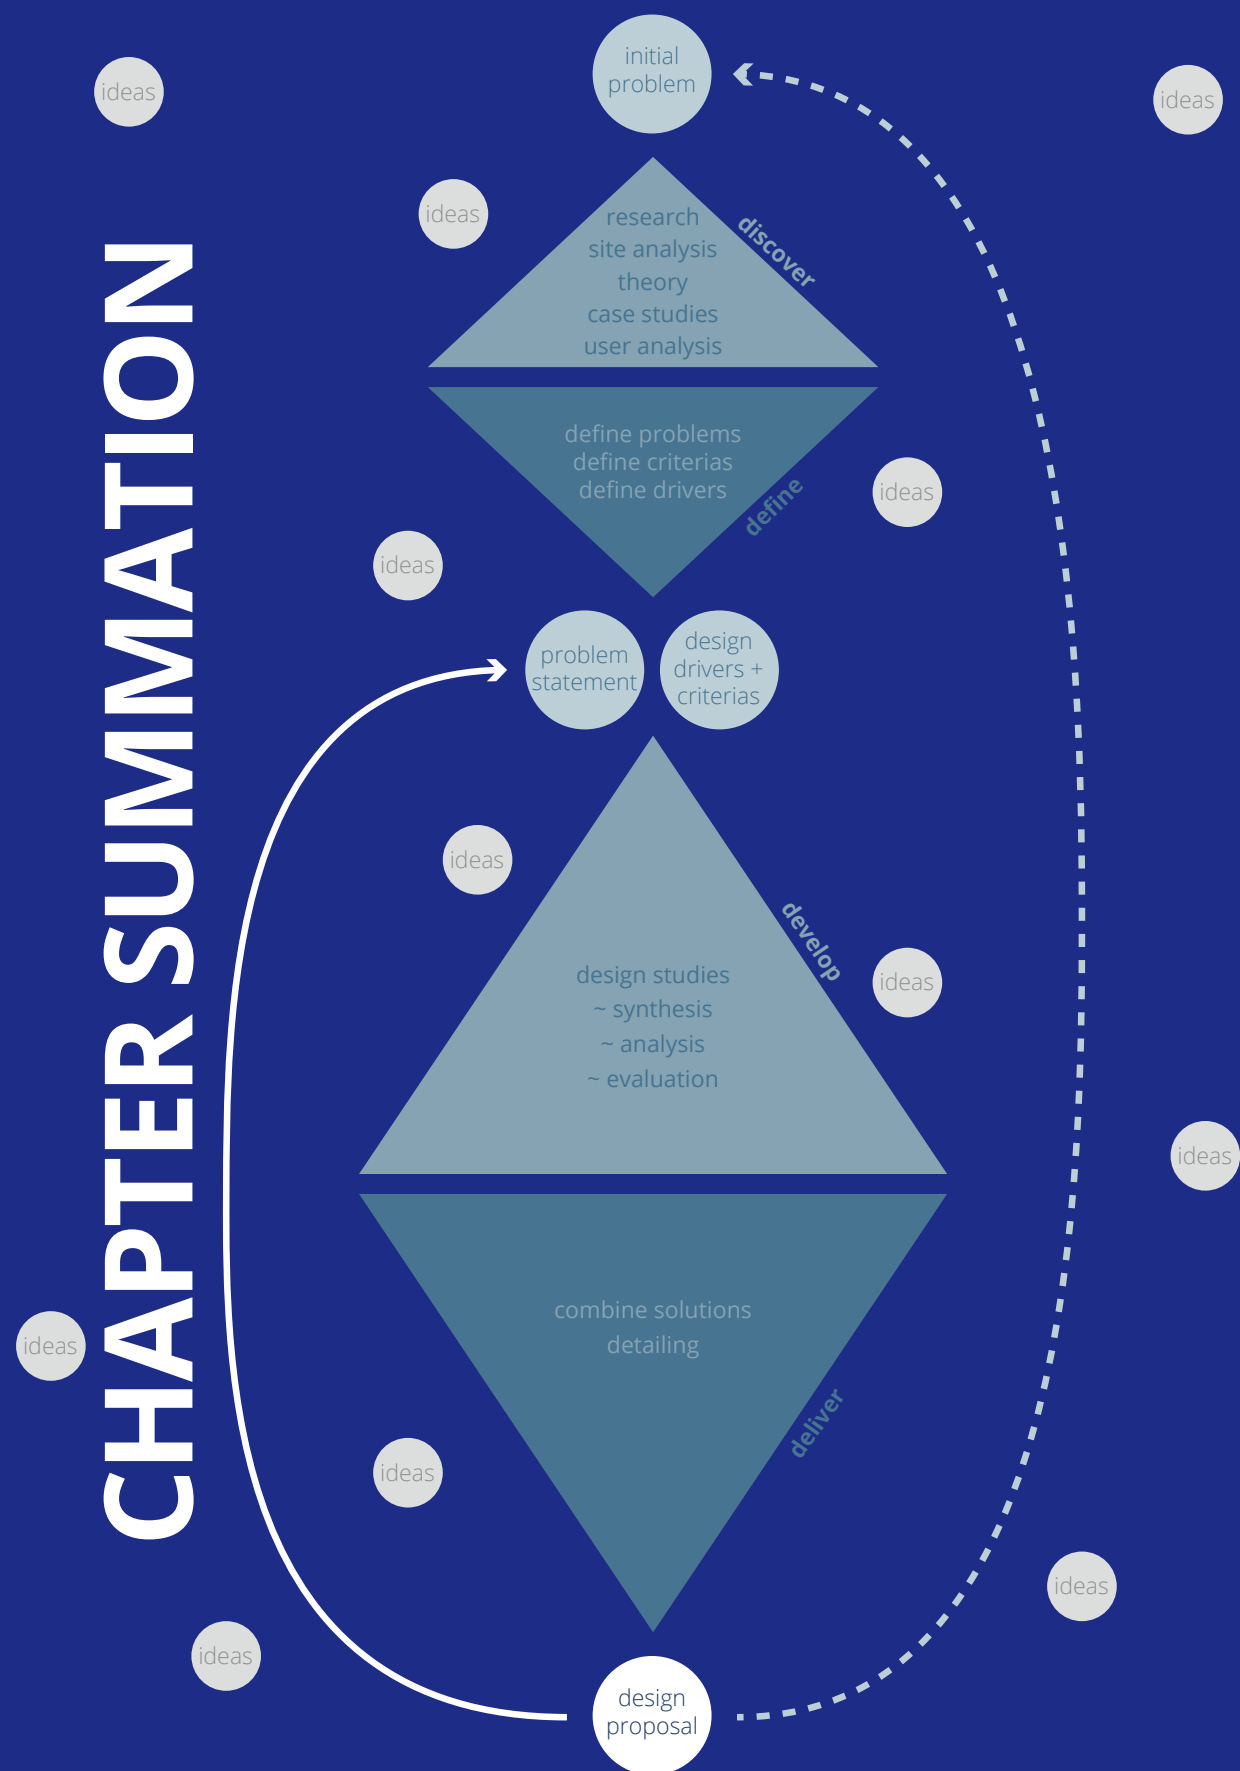 CHAPTER SUMMATION
initial
problem
ideas
ideas
ideas
research
site analysis
theory
case studies
user analysis
discover
define problems
define criterias
define drivers
define
ideas
ideas
problem
statement
design
drivers +
criterias
ideas
develop
design studies
~ synthesis
~ analysis
~ evaluation
ideas
ideas
combine solutions
detailing
deliver
ideas
ideas
ideas
ideas
design
proposal